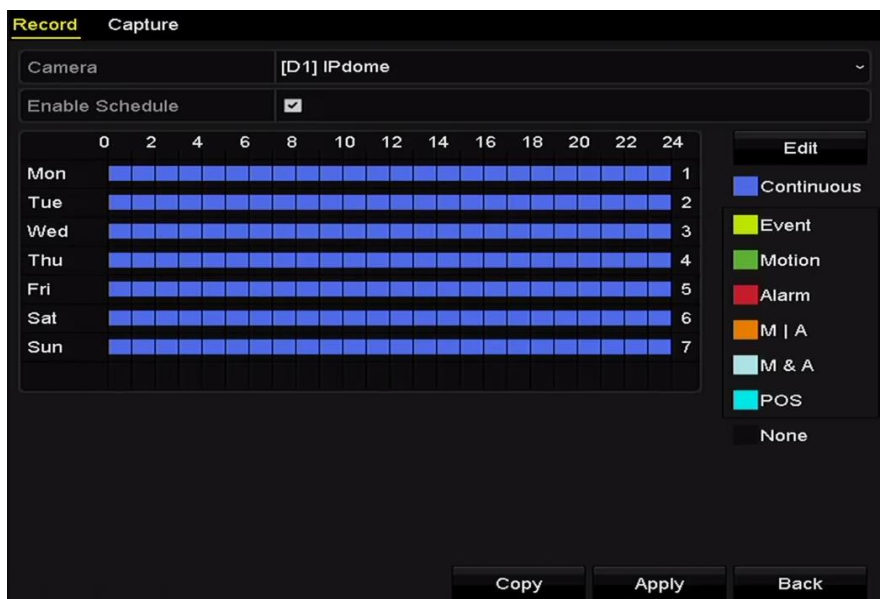 Record Capture
Camera [D1] IPdome
Enable Schedule
0 2 4 6 8 10 12 14 16 18 20 22 24
Edit
Mon 1
Continuous
Tue 2
Wed 3
Event
Thu 4
Motion
Fri 5
Alarm
Sat 6
M | A
Sun 7
M & A
POS
None
Copy Apply Back